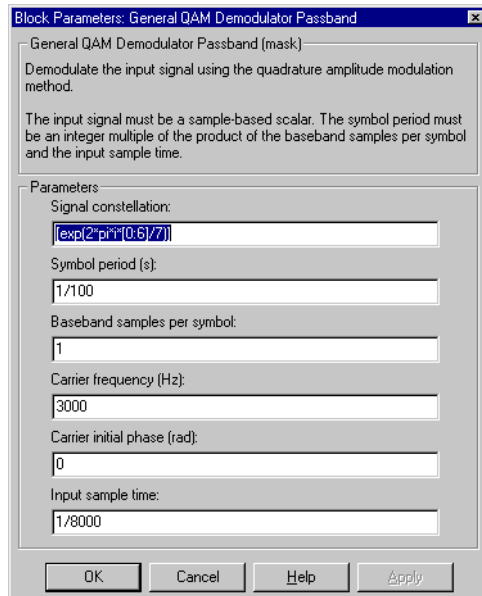 Block Parameters: General QAM Demodulator Passband
General QAM Demodulator Passband (mask)
Demodulate the input signal using the quadrature amplitude modulation
method.
The input signal must be a sample-based scalar. The symbol period must
be an integer multiple of the product of the baseband samples per symbol
and the input sample time.
Parameters
Signal constellation:
[exp(2*pi*i*[0:6]/7)]
Symbol period (s):
1/100
Baseband samples per symbol:
1
Carrier frequency (Hz):
3000
Carrier initial phase (rad):
0
Input sample time:
1/8000
OK Cancel Help Apply